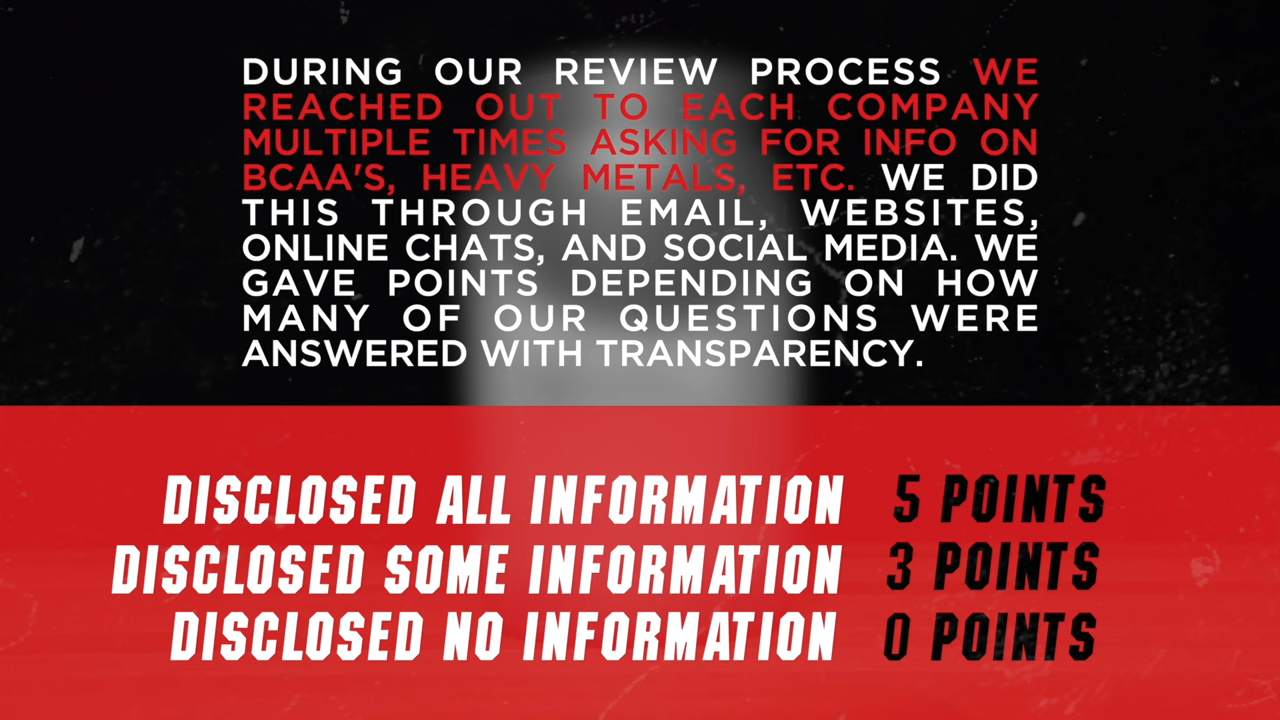 DURING OUR REVIEW PROCESS WE
REACHED OUT TO EACH COMPANY
MULTIPLE TIMES ASKING FOR INFO ON
BCAA'S, HEAVY METALS, ETC. WE DID
THIS THROUGH EMAIL, WEBSITES,
ONLINE CHATS, AND SOCIAL MEDIA. WE
GAVE POINTS DEPENDING ON HOW
MANY OF OUR QUESTIONS WERE
ANSWERED WITH TRANSPARENCY.
DISCLOSED ALL INFORMATION 5 POINTS
DISCLOSED SOME INFORMATION 3 POINTS
DISCLOSED NO INFORMATION 0 POINTS